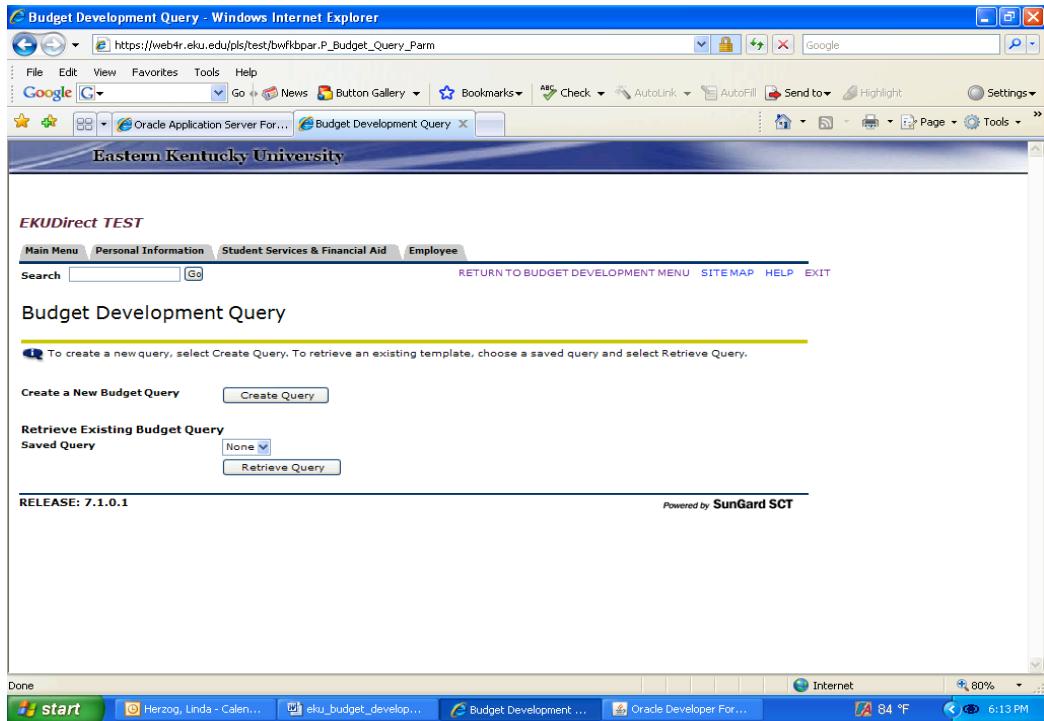 Budget Development Query - Windows Internet Explorer
https://web4r.eku.edu/pls/test/bwfkbpar.P_Budget_Query_Parm
Google
File Edit View Favorites Tools Help
Google G Go News Button Gallery Bookmarks ABC Check AutoLink AutoFill Send to Highlight Settings
Oracle Application Server For... Budget Development Query X Page Tools »
Eastern Kentucky University
EKUDirect TEST
Main Menu Personal Information Student Services & Financial Aid Employee
Search Go RETURN TO BUDGET DEVELOPMENT MENU SITE MAP HELP EXIT
Budget Development Query
To create a new query, select Create Query. To retrieve an existing template, choose a saved query and select Retrieve Query.
Create a New Budget Query Create Query
Retrieve Existing Budget Query
Saved Query None
Retrieve Query
RELEASE: 7.1.0.1 Powered by SunGard SCT
Done Internet 80%
start Herzog, Linda - Calen... eku_budget_develop... Budget Development ... Oracle Developer For... 84 °F 6:13 PM